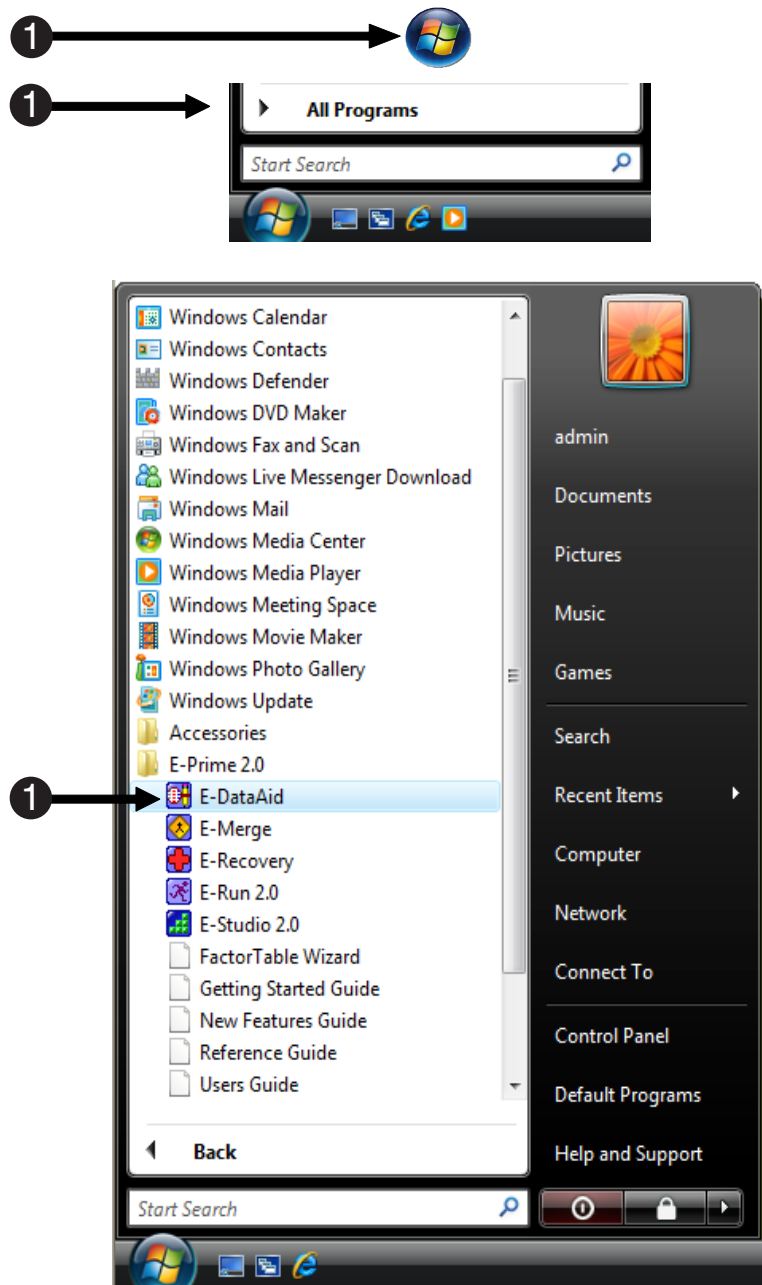 1
1
All Programs
Start Search
Windows Calendar
Windows Contacts
Windows Defender
Windows DVD Maker
Windows Fax and Scan
Windows Live Messenger Download
Windows Mail
Windows Media Center
Windows Media Player
Windows Meeting Space
Windows Movie Maker
Windows Photo Gallery
Windows Update
Accessories
E-Prime 2.0
1
E-DataAid
E-Merge
E-Recovery
E-Run 2.0
E-Studio 2.0
FactorTable Wizard
Getting Started Guide
New Features Guide
Reference Guide
Users Guide
Back
Start Search
admin
Documents
Pictures
Music
Games
Search
Recent Items
Computer
Network
Connect To
Control Panel
Default Programs
Help and Support